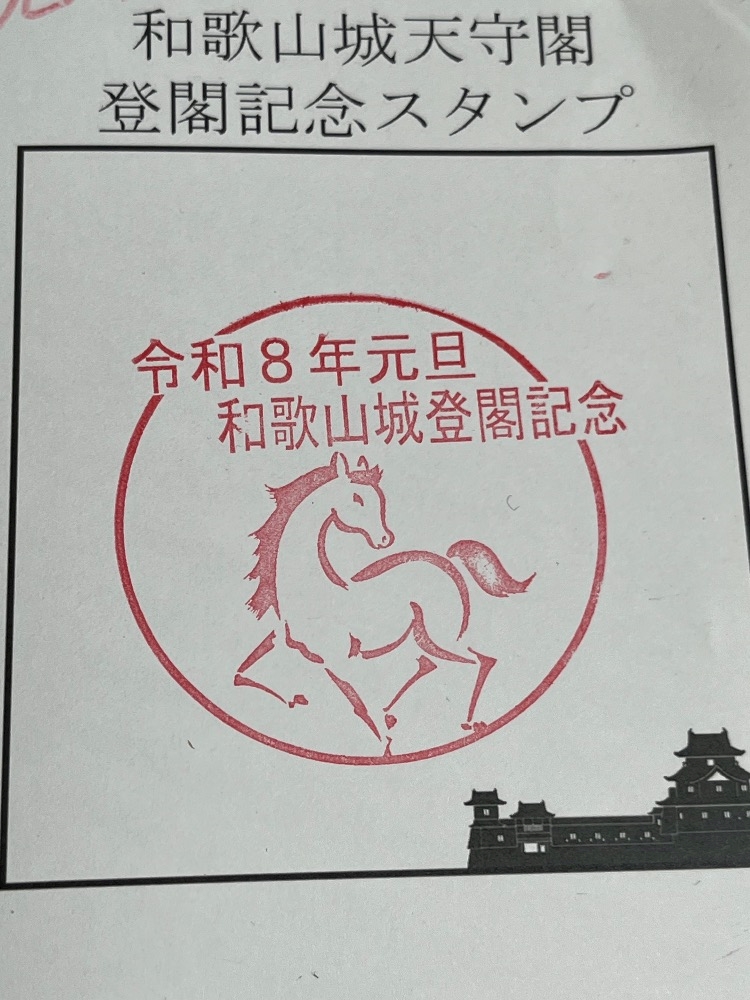 和歌山城天守閣
登閣記念スタンプ
令和8年元旦
和歌山城登閣記念